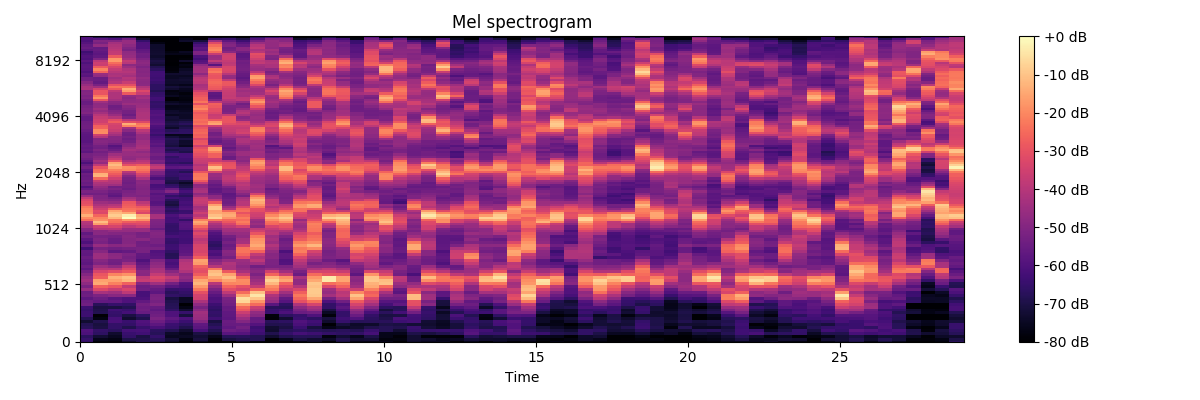 Mel spectrogram
8192
4096
2048
1024
512
0
Hz
0 5 10 15 20 25
Time
+0 dB
-10 dB
-20 dB
-30 dB
-40 dB
-50 dB
-60 dB
-70 dB
-80 dB